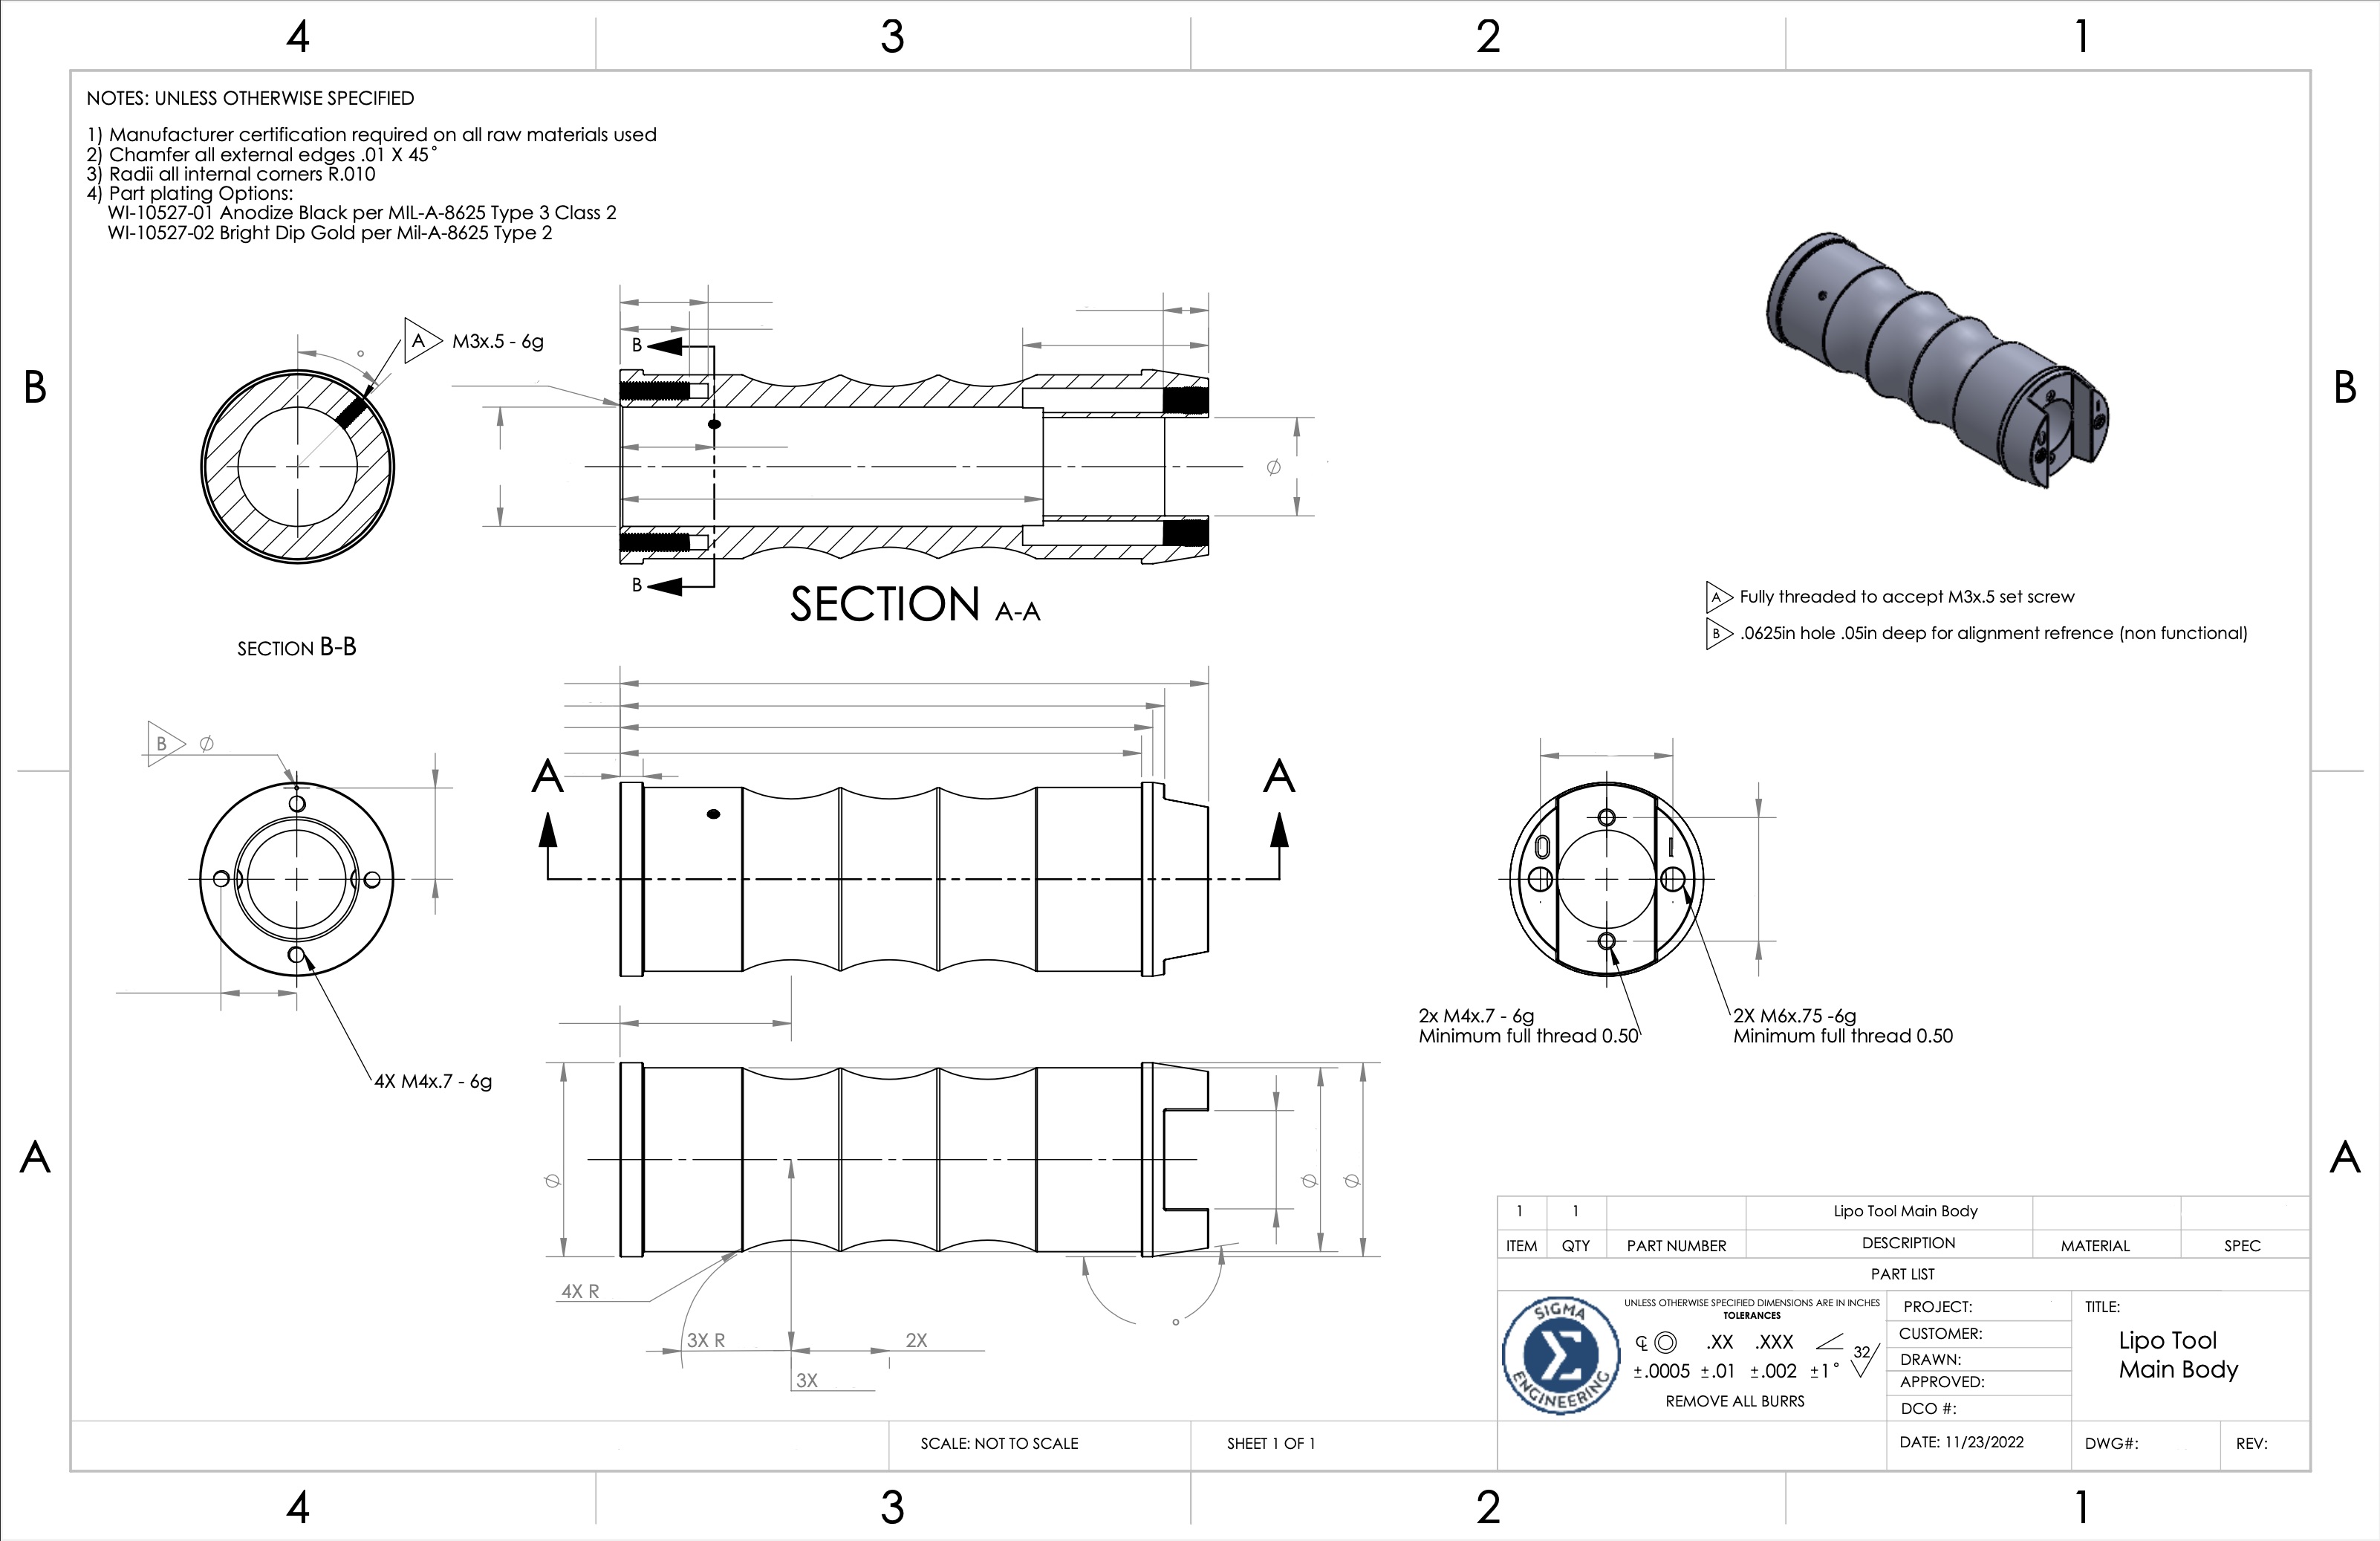 4 3 2 1
NOTES: UNLESS OTHERWISE SPECIFIED
1) Manufacturer certification required on all raw materials used
2) Chamfer all external edges .01 X 45°
3) Radii all internal corners R.010
4) Part plating Options:
WI-10527-01 Anodize Black per MIL-A-8625 Type 3 Class 2
WI-10527-02 Bright Dip Gold per Mil-A-8625 Type 2
B
B
°
A M3x.5 - 6g
B
B
Ø
SECTION A-A
SECTION B-B
A Fully threaded to accept M3x.5 set screw
B .0625in hole .05in deep for alignment refrence (non functional)
B Ø
A A
4X M4x.7 - 6g
2x M4x.7 - 6g
Minimum full thread 0.50
2X M6x.75 -6g
Minimum full thread 0.50
0 I
A
A
Ø Ø Ø
4X R
3X R
2X
3X
°
1 1 Lipo Tool Main Body
ITEM QTY PART NUMBER DESCRIPTION MATERIAL SPEC
PART LIST
SIGMA
Σ
ENGINEERING
UNLESS OTHERWISE SPECIFIED DIMENSIONS ARE IN INCHES
TOLERANCES
℄ ◎ .XX .XXX ∠ 32
±.0005 ±.01 ±.002 ±1°
REMOVE ALL BURRS
PROJECT:
CUSTOMER:
DRAWN:
APPROVED:
DCO #:
DATE: 11/23/2022
TITLE:
Lipo Tool
Main Body
DWG#:
REV:
SCALE: NOT TO SCALE
SHEET 1 OF 1
4 3 2 1